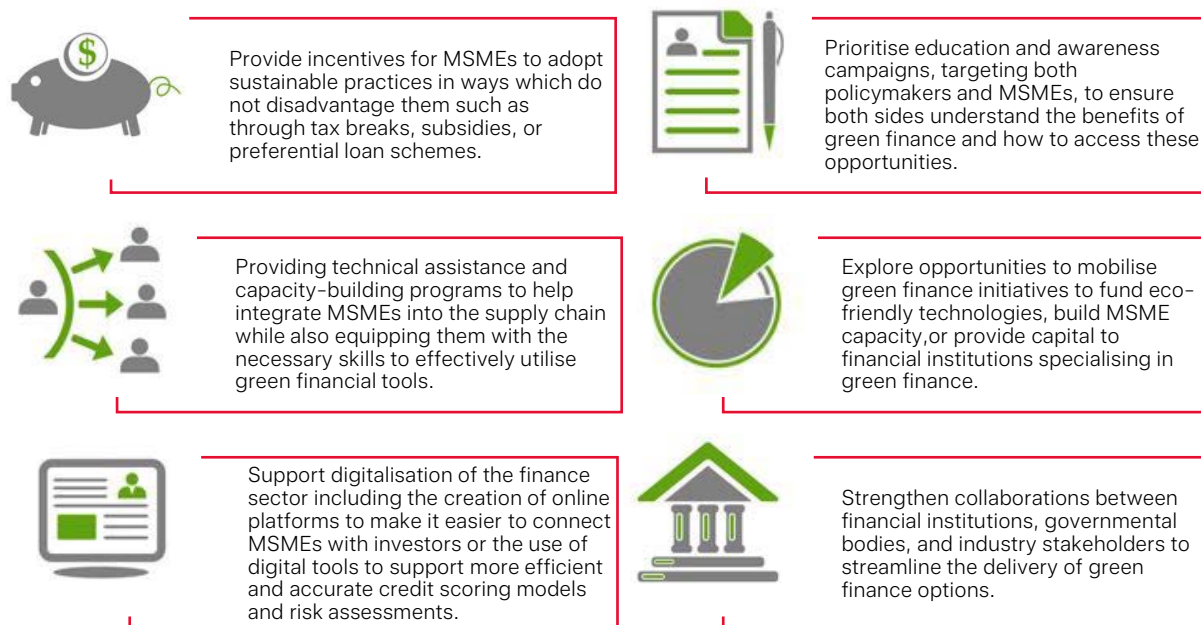 $
Provide incentives for MSMEs to adopt
sustainable practices in ways which do
not disadvantage them such as
through tax breaks, subsidies, or
preferential loan schemes.
Prioritise education and awareness
campaigns, targeting both
policymakers and MSMEs, to ensure
both sides understand the benefits of
green finance and how to access these
opportunities.
Providing technical assistance and
capacity-building programs to help
integrate MSMEs into the supply chain
while also equipping them with the
necessary skills to effectively utilise
green financial tools.
Explore opportunities to mobilise
green finance initiatives to fund eco-
friendly technologies, build MSME
capacity,or provide capital to
financial institutions specialising in
green finance.
Support digitalisation of the finance
sector including the creation of online
platforms to make it easier to connect
MSMEs with investors or the use of
digital tools to support more efficient
and accurate credit scoring models
and risk assessments.
Strengthen collaborations between
financial institutions, governmental
bodies, and industry stakeholders to
streamline the delivery of green
finance options.